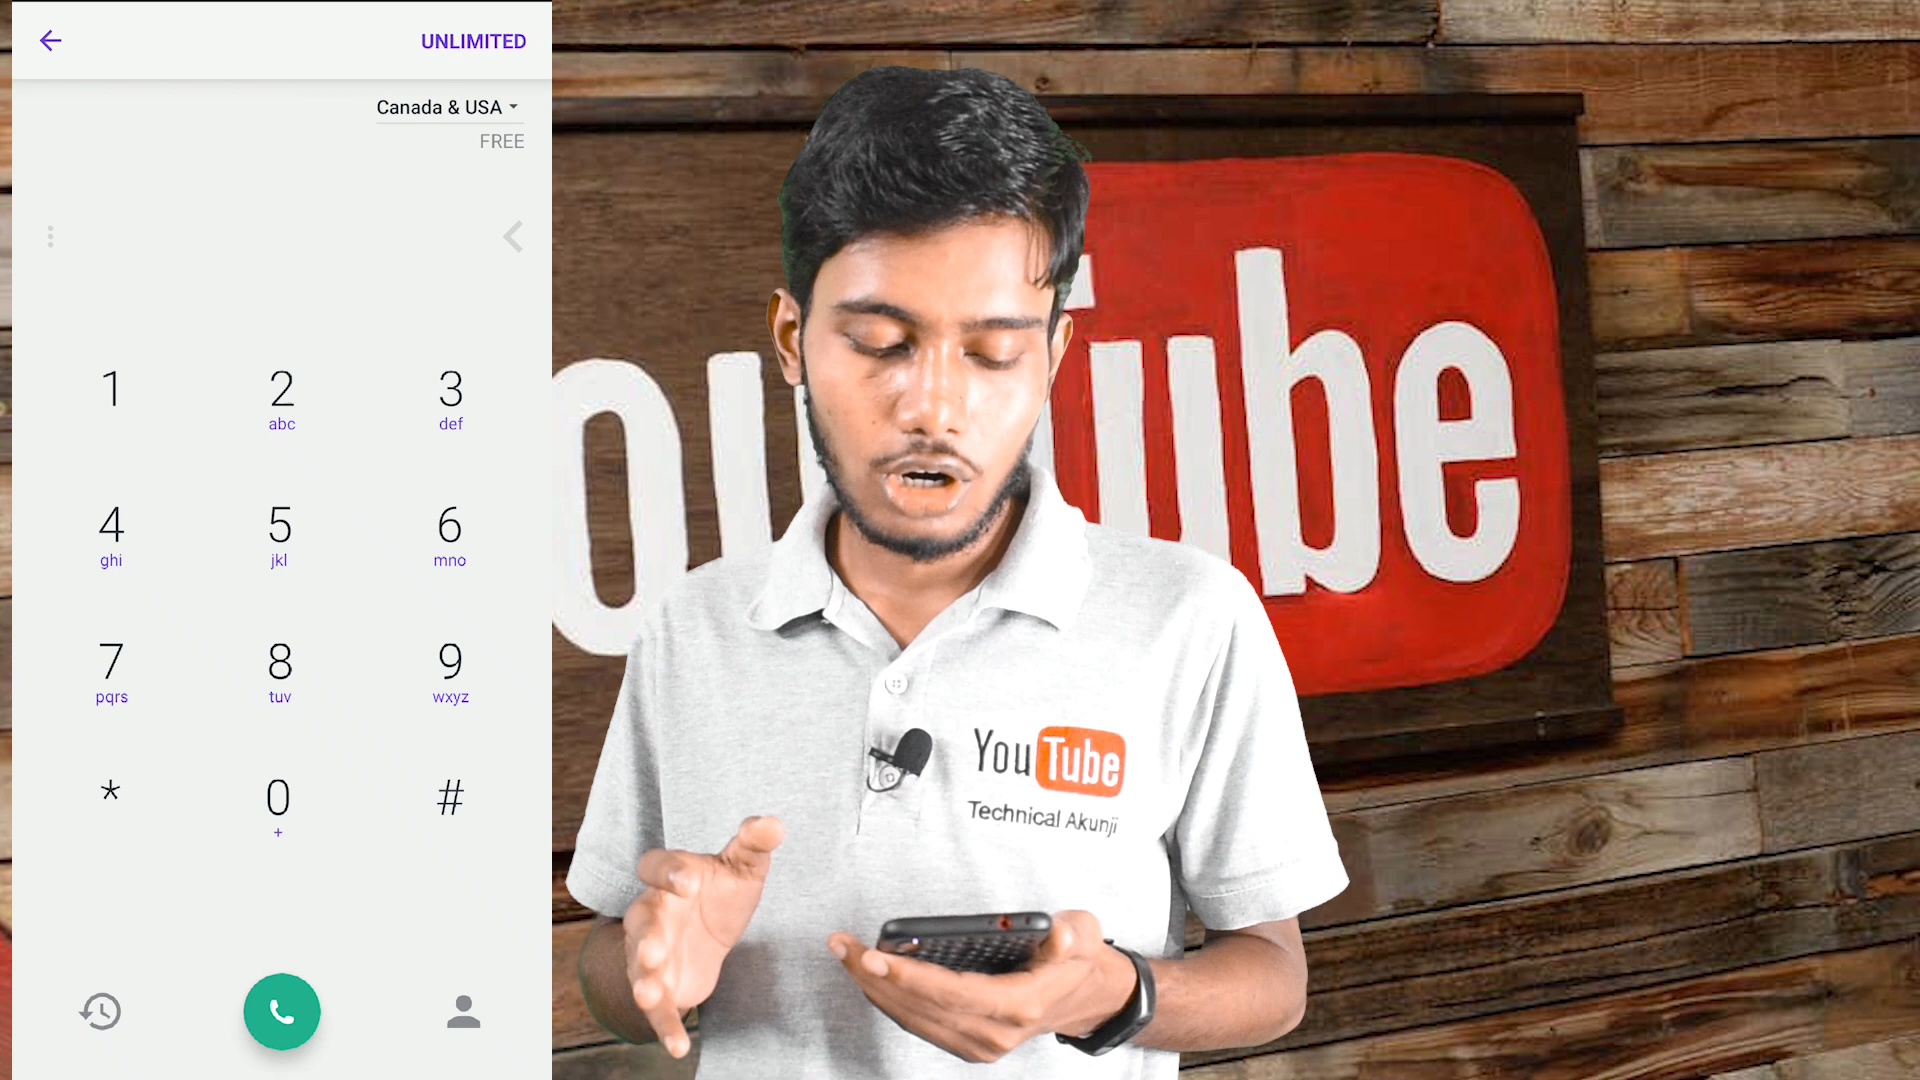 UNLIMITED
Canada & USA
FREE
1
2
3
abc
def
4
5
6
ghi
jkl
mno
7
8
9
pqrs
tuv
wxyz
*
0
#
+
ouTube
YouTube
Technical Akunji